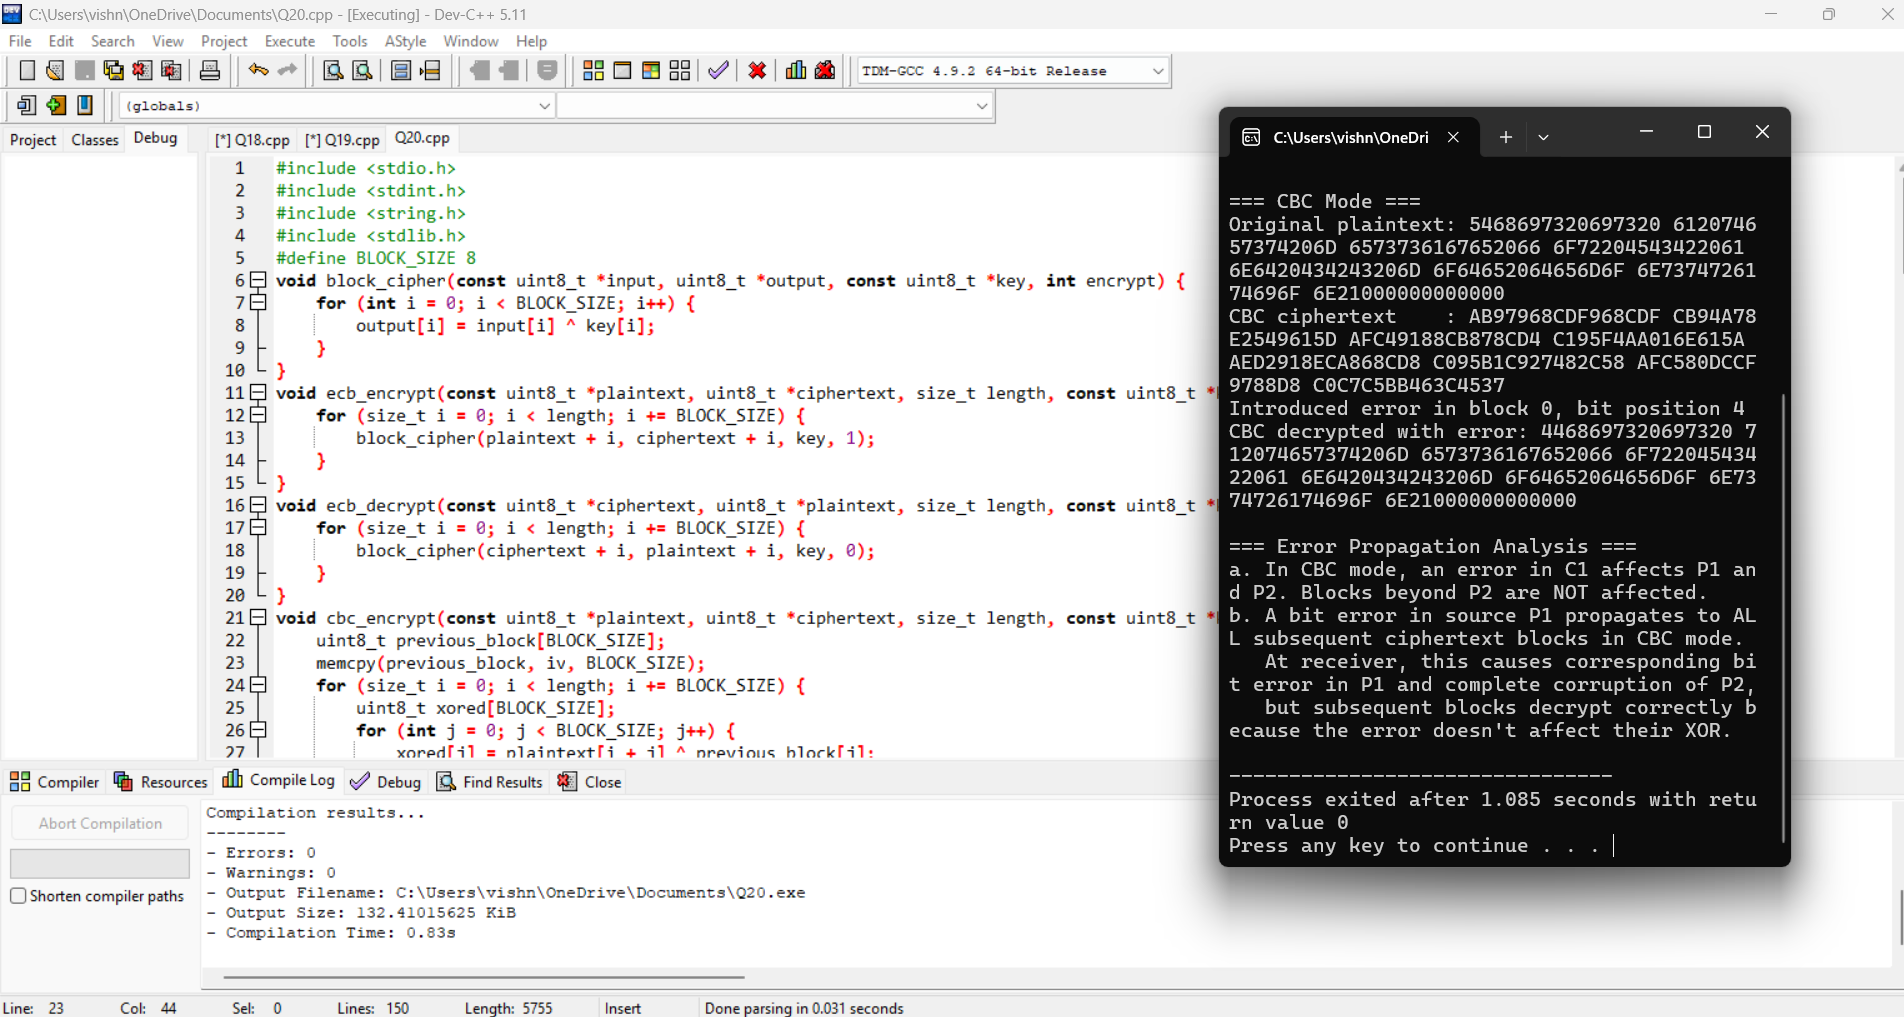 C:\Users\vishn\OneDrive\Documents\Q20.cpp - [Executing] - Dev-C++ 5.11
File Edit Search View Project Execute Tools AStyle Window Help
TDM-GCC 4.9.2 64-bit Release
(globals)
Project Classes Debug
[*] Q18.cpp [*] Q19.cpp Q20.cpp
1 #include <stdio.h>
2 #include <stdint.h>
3 #include <string.h>
4 #include <stdlib.h>
5 #define BLOCK_SIZE 8
6 void block_cipher(const uint8_t *input, uint8_t *output, const uint8_t *key, int encrypt) {
7 for (int i = 0; i < BLOCK_SIZE; i++) {
8 output[i] = input[i] ^ key[i];
9 }
10 }
11 void ecb_encrypt(const uint8_t *plaintext, uint8_t *ciphertext, size_t length, const uint8_t *
12 for (size_t i = 0; i < length; i += BLOCK_SIZE) {
13 block_cipher(plaintext + i, ciphertext + i, key, 1);
14 }
15 }
16 void ecb_decrypt(const uint8_t *ciphertext, uint8_t *plaintext, size_t length, const uint8_t *
17 for (size_t i = 0; i < length; i += BLOCK_SIZE) {
18 block_cipher(ciphertext + i, plaintext + i, key, 0);
19 }
20 }
21 void cbc_encrypt(const uint8_t *plaintext, uint8_t *ciphertext, size_t length, const uint8_t *
22 uint8_t previous_block[BLOCK_SIZE];
23 memcpy(previous_block, iv, BLOCK_SIZE);
24 for (size_t i = 0; i < length; i += BLOCK_SIZE) {
25 uint8_t xored[BLOCK_SIZE];
26 for (int j = 0; j < BLOCK_SIZE; j++) {
27 xored[j] = plaintext[i + j] ^ previous_block[j];
C:\Users\vishn\OneDri
=== CBC Mode ===
Original plaintext: 5468697320697320 6120746
57374206D 6573736167652066 6F72204543422061
6E6420434243206D 6F64652064656D6F 6E73747261
74696F 6E21000000000000
CBC ciphertext : AB97968CDF968CDF CB94A78
E2549615D AFC49188CB878CD4 C195F4AA016E615A
AED2918ECA868CD8 C095B1C927482C58 AFC580DCCF
9788D8 C0C7C5BB463C4537
Introduced error in block 0, bit position 4
CBC decrypted with error: 4468697320697320 7
120746573742​06D 6573736167652066 6F722045434
22061 6E6420434243206D 6F64652064656D6F 6E73
74726174696F 6E21000000000000
=== Error Propagation Analysis ===
a. In CBC mode, an error in C1 affects P1 an
d P2. Blocks beyond P2 are NOT affected.
b. A bit error in source P1 propagates to AL
L subsequent ciphertext blocks in CBC mode.
At receiver, this causes corresponding bi
t error in P1 and complete corruption of P2,
but subsequent blocks decrypt correctly b
ecause the error doesn't affect their XOR.
--------------------------------
Process exited after 1.085 seconds with retu
rn value 0
Press any key to continue . . .
Compiler Resources Compile Log Debug Find Results Close
Abort Compilation
Shorten compiler paths
Compilation results...
--------
- Errors: 0
- Warnings: 0
- Output Filename: C:\Users\vishn\OneDrive\Documents\Q20.exe
- Output Size: 132.41015625 KiB
- Compilation Time: 0.83s
Line: 23 Col: 44 Sel: 0 Lines: 150 Length: 5755 Insert Done parsing in 0.031 seconds